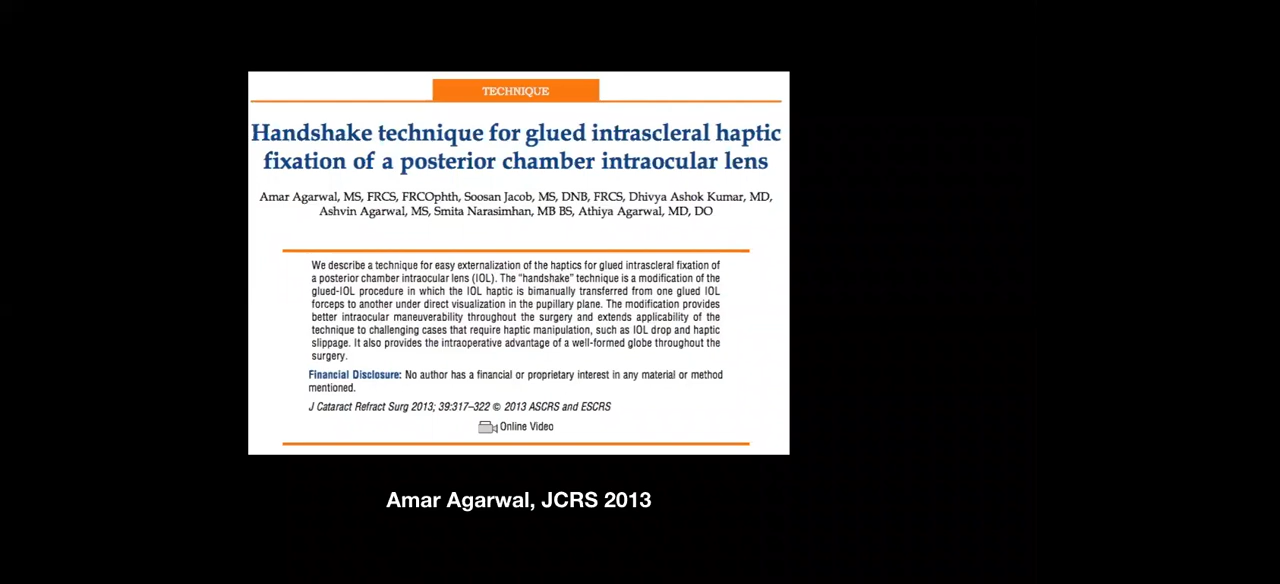 TECHNIQUE
Handshake technique for glued intrascleral haptic
fixation of a posterior chamber intraocular lens
Amar Agarwal, MS, FRCS, FRCOphth, Soosan Jacob, MS, DNB, FRCS, Dhivya Ashok Kumar, MD,
Ashvin Agarwal, MS, Smita Narasimhan, MB BS, Athiya Agarwal, MD, DO
We describe a technique for easy externalization of the haptics for glued intrascleral fixation of
a posterior chamber intraocular lens (IOL). The "handshake" technique is a modification of the
glued-IOL procedure in which the IOL haptic is bimanually transferred from one glued IOL
forceps to another under direct visualization in the pupillary plane. The modification provides
better intraocular maneuverability throughout the surgery and extends applicability of the
technique to challenging cases that require haptic manipulation, such as IOL drop and haptic
slippage. It also provides the intraoperative advantage of a well-formed globe throughout the
surgery.
Financial Disclosure: No author has a financial or proprietary interest in any material or method
mentioned.
J Cataract Refract Surg 2013; 39:317–322 © 2013 ASCRS and ESCRS
Online Video
Amar Agarwal, JCRS 2013